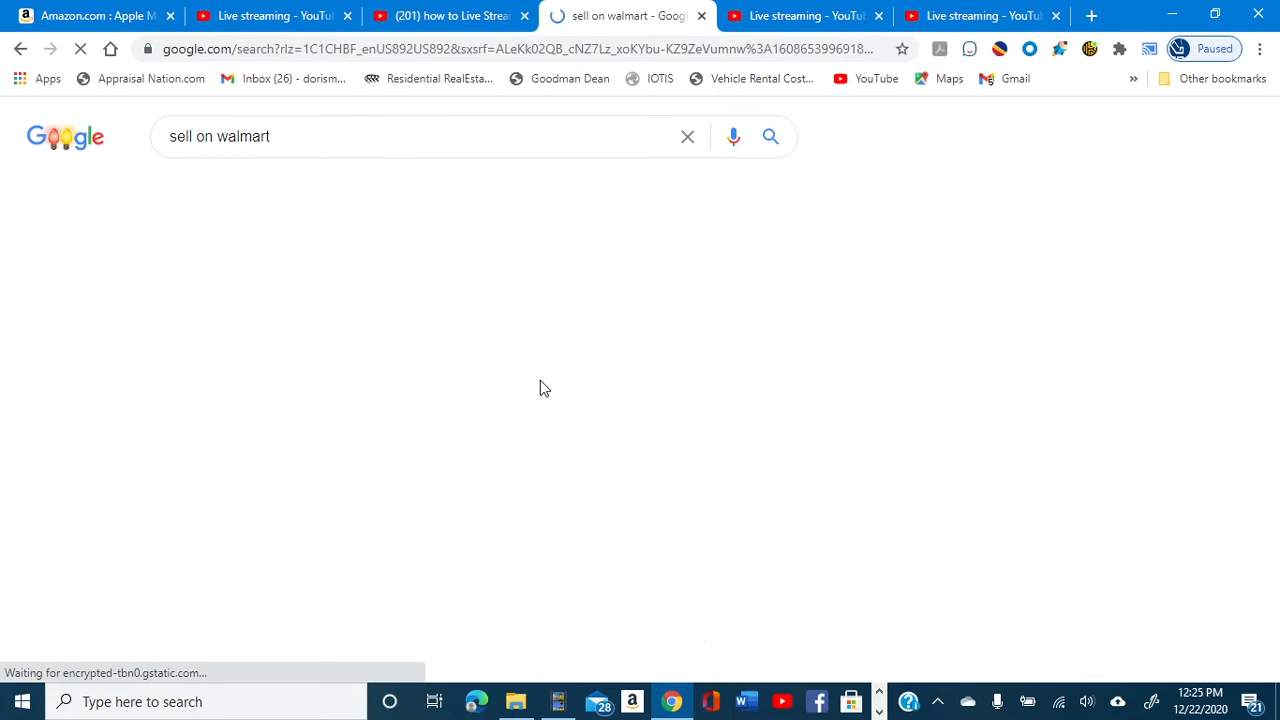 Amazon.com : Apple M
Live streaming - YouTu
(201) how to Live Strea
sell on walmart - Goog
Live streaming - YouTu
Live streaming - YouTu
google.com/search?rlz=1C1CHBF_enUS892US892&sxsrf=ALeKk02QB_cNZ7Lz_xoKYbu-KZ9ZeVumnw%3A1608653996918...
Paused
Apps
Appraisal Nation.com
Inbox (26) - dorism...
Residential RealEsta...
Goodman Dean
IOTIS
Vehicle Rental Cost...
YouTube
Maps
Gmail
»
Other bookmarks
Google
sell on walmart
Waiting for encrypted-tbn0.gstatic.com...
Type here to search
28
12:25 PM
12/22/2020
21